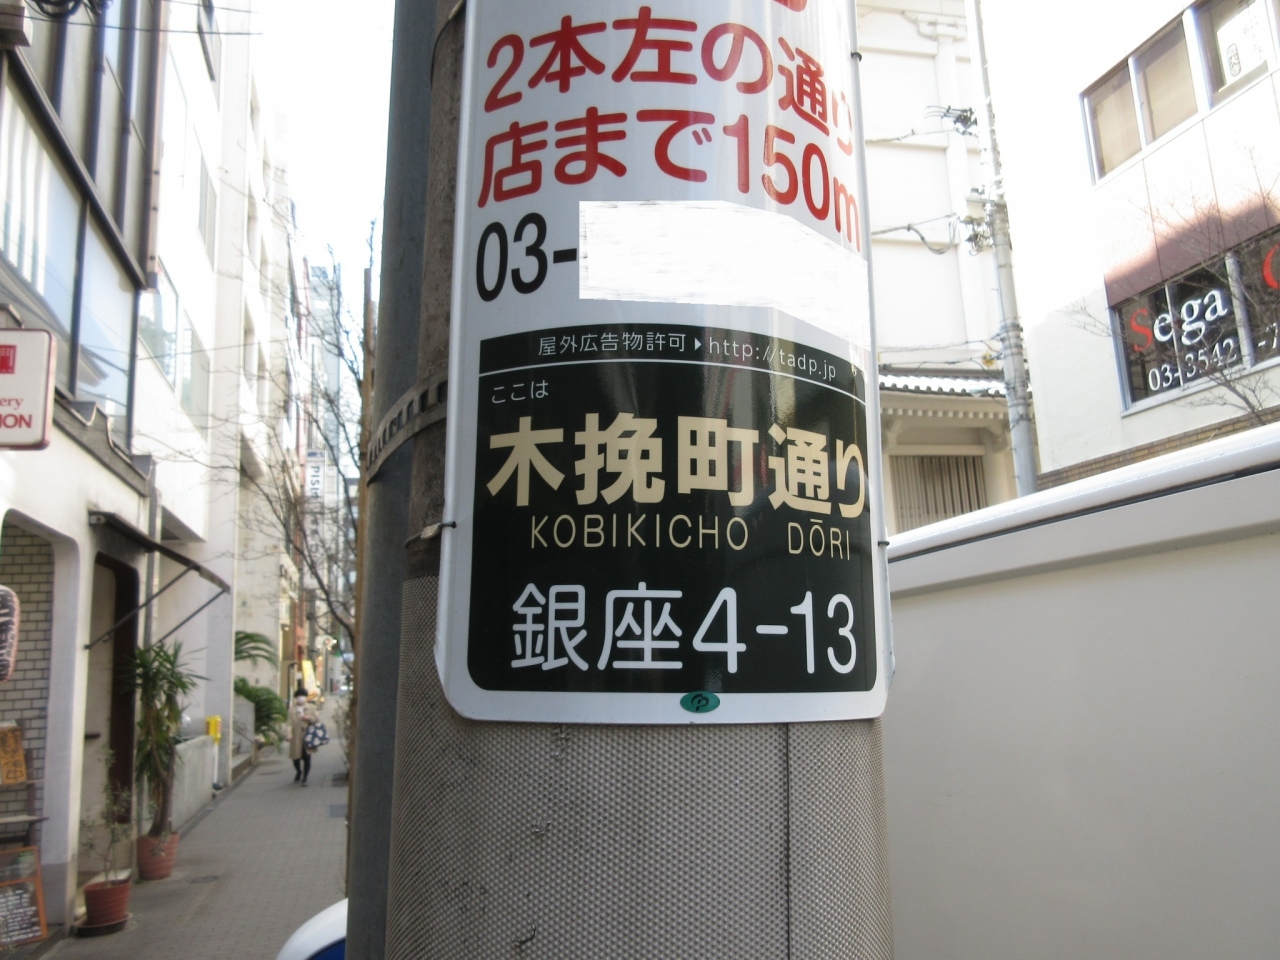 2本左の通り
店まで150m
03-
屋外広告物許可▶http://tadp.jp
ここは
木挽町通り
KOBIKICHO DŌRI
銀座4-13
Sega
03-3542
NON